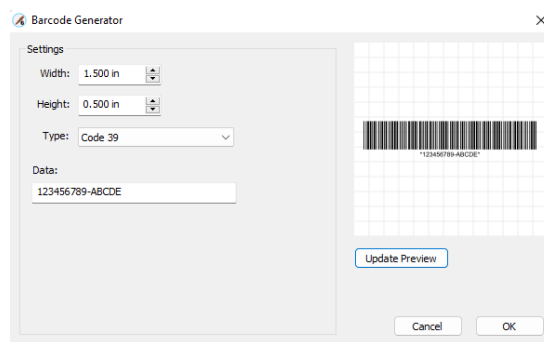 Barcode Generator
Settings
Width: 1.500 in
Height: 0.500 in
Type: Code 39
Data:
123456789-ABCDE
*123456789-ABCDE*
Update Preview
Cancel OK